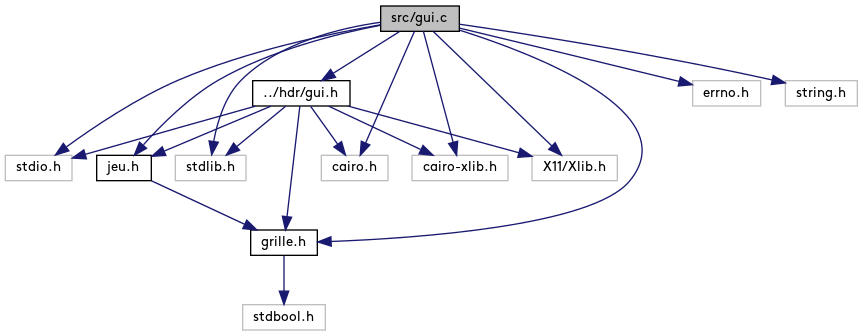 src/gui.c
../hdr/gui.h
errno.h
string.h
stdio.h
jeu.h
stdlib.h
cairo.h
cairo-xlib.h
X11/Xlib.h
grille.h
stdbool.h